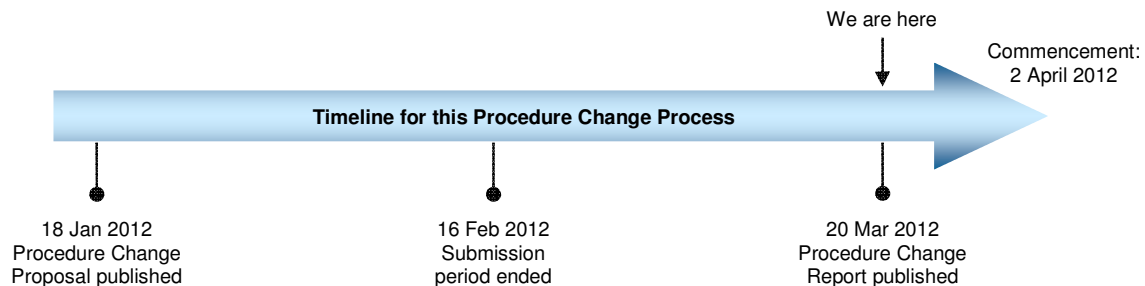 We are here
Commencement:
2 April 2012
Timeline for this Procedure Change Process
18 Jan 2012
Procedure Change
Proposal published
16 Feb 2012
Submission
period ended
20 Mar 2012
Procedure Change
Report published